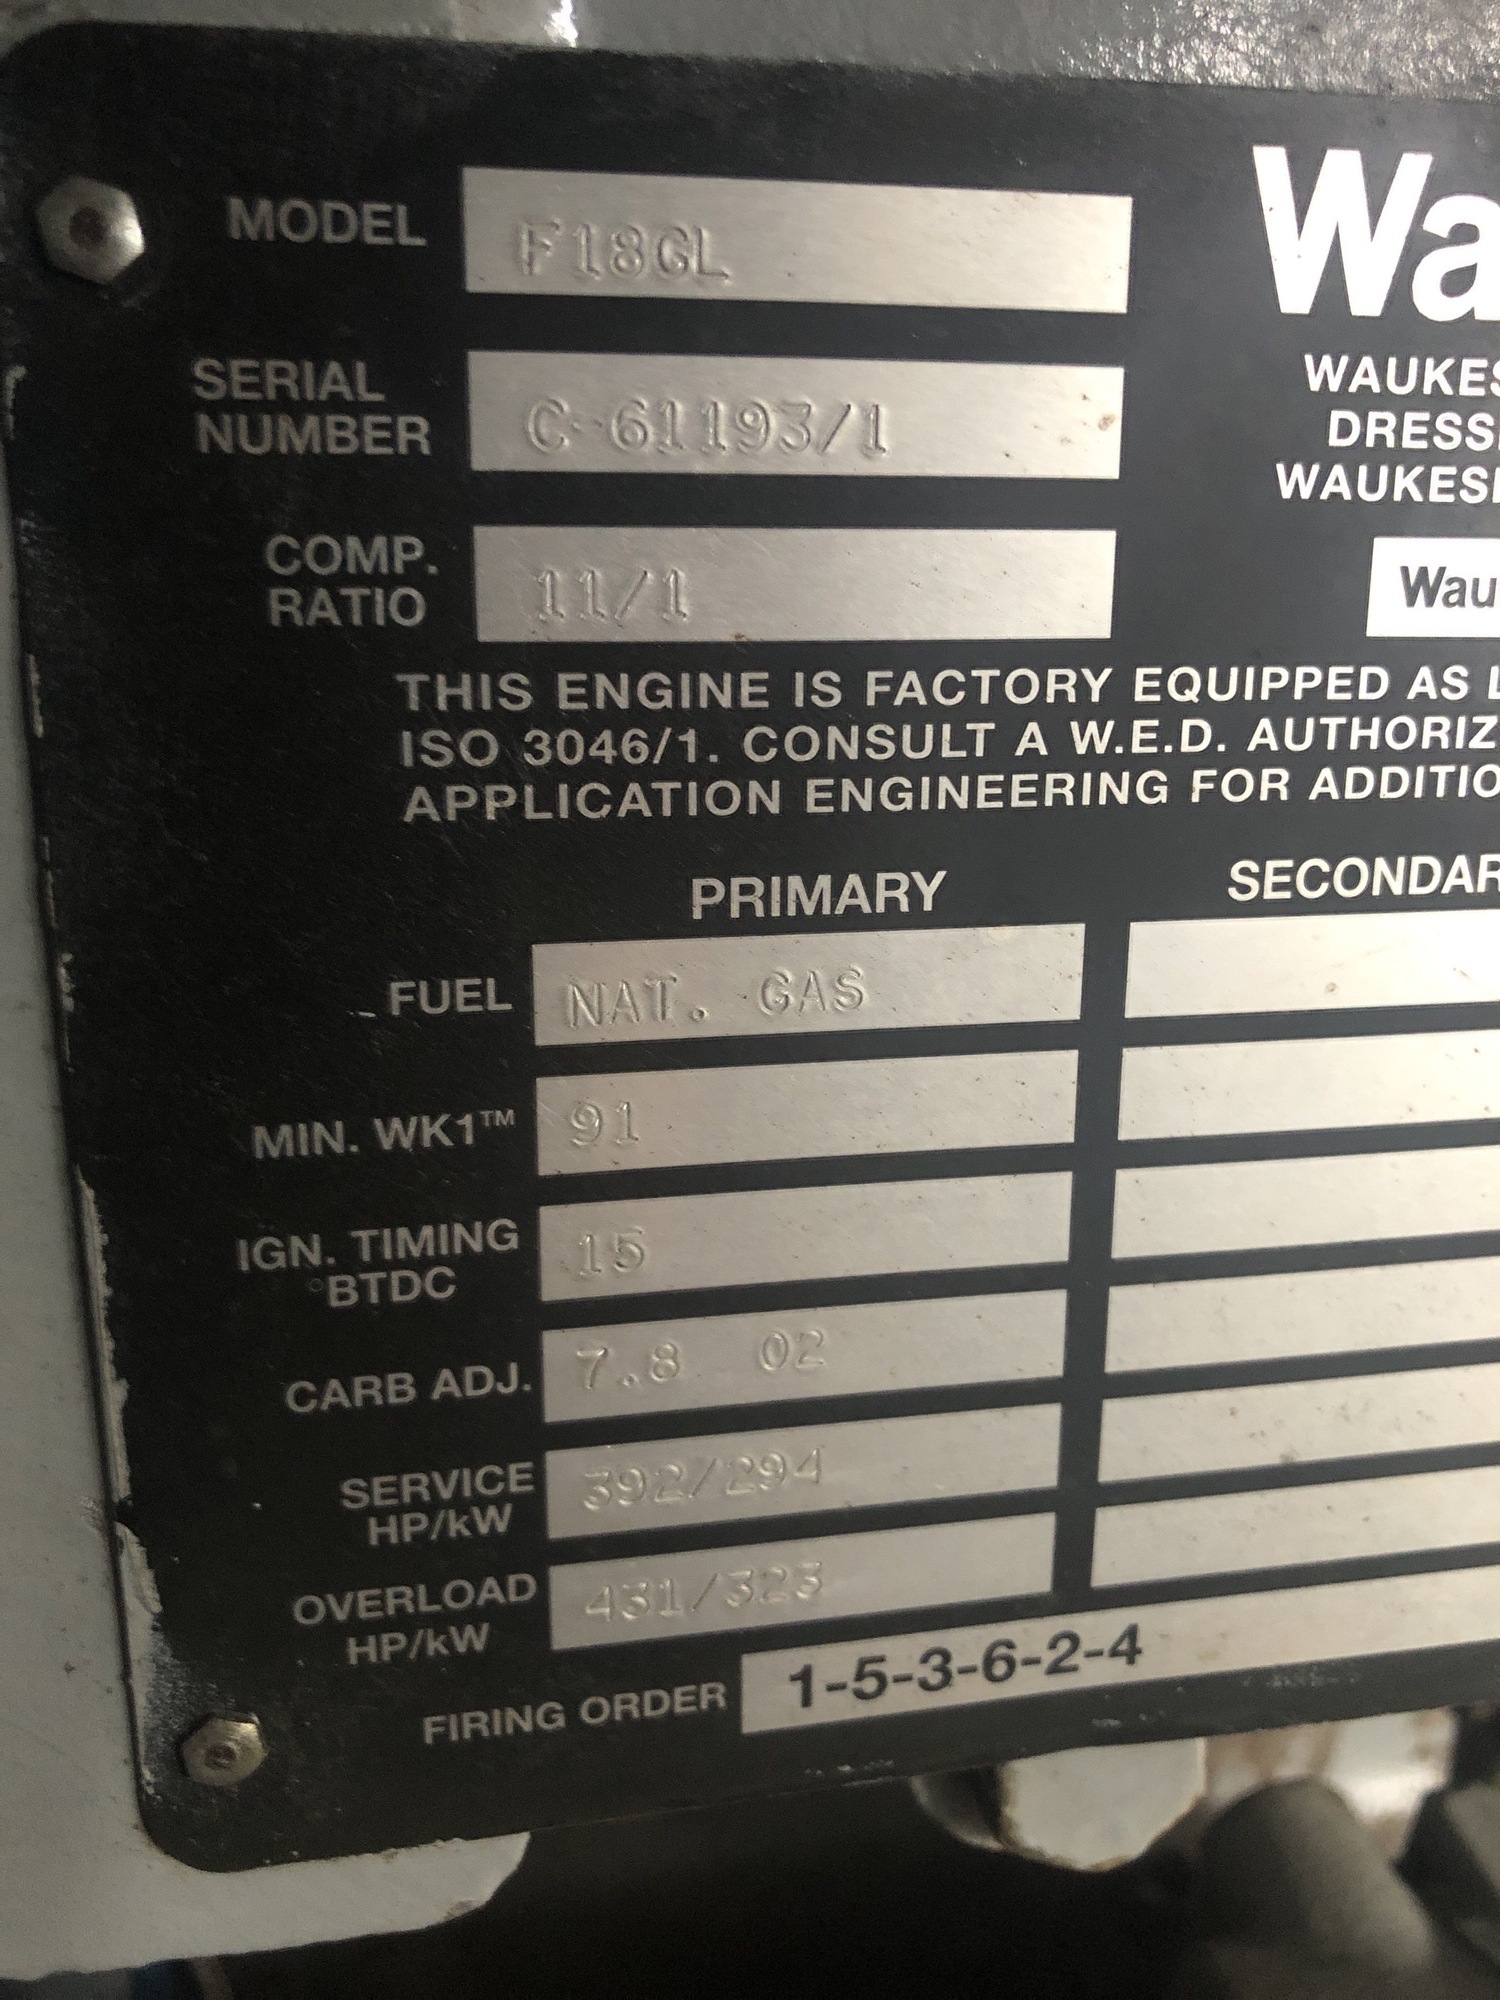 MODEL F18GL
Wa
SERIAL NUMBER C-61193/1
WAUKES
DRESS
WAUKES
COMP. RATIO 11/1
Wau
THIS ENGINE IS FACTORY EQUIPPED AS L
ISO 3046/1. CONSULT A W.E.D. AUTHORIZ
APPLICATION ENGINEERING FOR ADDITIO
PRIMARY SECONDAR
FUEL NAT. GAS
MIN. WK1™ 91
IGN. TIMING °BTDC 15
CARB ADJ. 7.8 02
SERVICE HP/kW 392/294
OVERLOAD HP/kW 431/323
FIRING ORDER 1-5-3-6-2-4